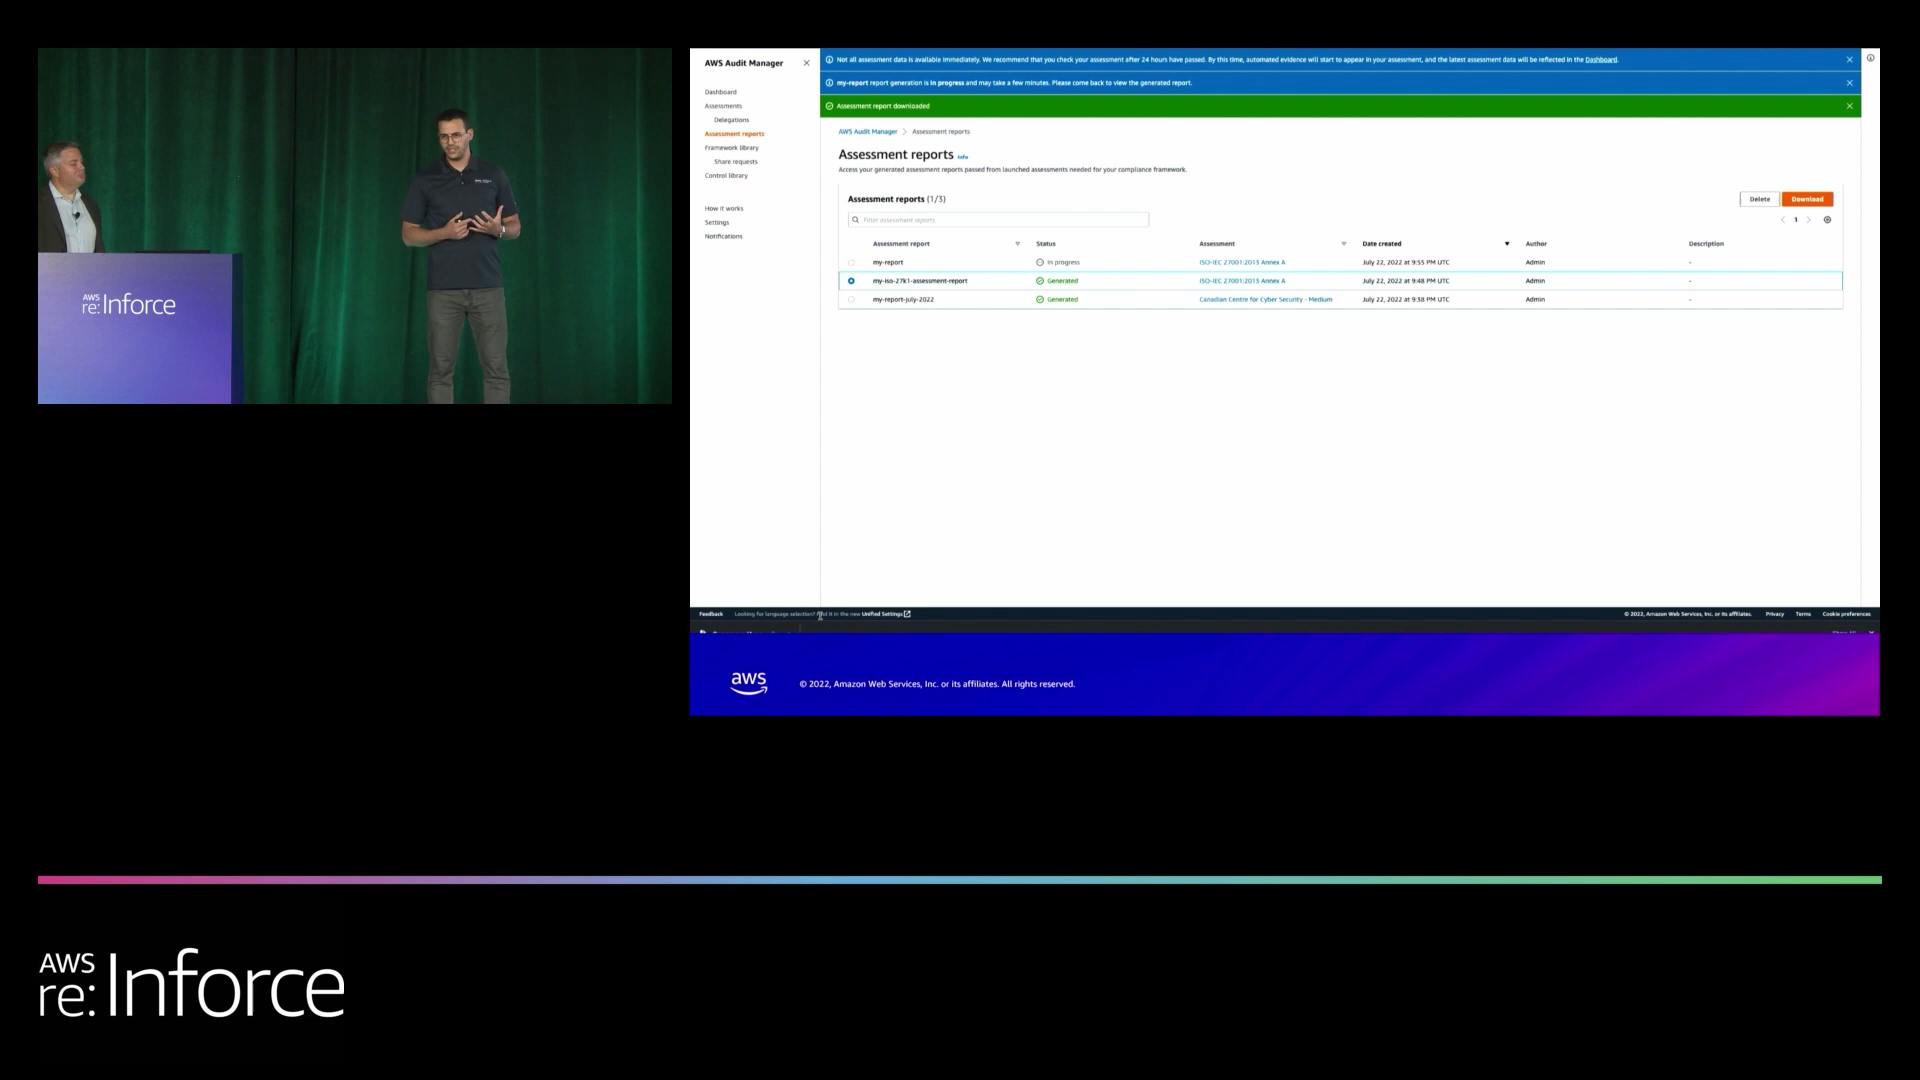 AWS
re:Inforce
AWS Audit Manager
Dashboard
Assessments
Delegations
Assessment reports
Framework library
Share requests
Control library
How it works
Settings
Notifications
Not all assessment data is available immediately. We recommend that you check your assessment after 24 hours have passed. By this time, automated evidence will start to appear in your assessment, and the latest assessment data will be reflected in the Dashboard.
my-report report generation is in progress and may take a few minutes. Please come back to view the generated report.
Assessment report downloaded
AWS Audit Manager > Assessment reports
Assessment reports Info
Access your generated assessment reports passed from launched assessments needed for your compliance framework.
Assessment reports (1/3)
Delete Download
Filter assessment reports
< 1 >
Assessment report Status Assessment Date created Author Description
my-report In progress ISO-IEC 27001:2013 Annex A July 22, 2022 at 9:55 PM UTC Admin -
my-iso-27k1-assessment-report Generated ISO-IEC 27001:2013 Annex A July 22, 2022 at 9:48 PM UTC Admin -
my-report-july-2022 Generated Canadian Centre for Cyber Security - Medium July 22, 2022 at 9:38 PM UTC Admin -
Feedback Looking for language selection? Find it in the new Unified Settings © 2022, Amazon Web Services, Inc. or its affiliates. Privacy Terms Cookie preferences
aws © 2022, Amazon Web Services, Inc. or its affiliates. All rights reserved.
AWS
re:Inforce